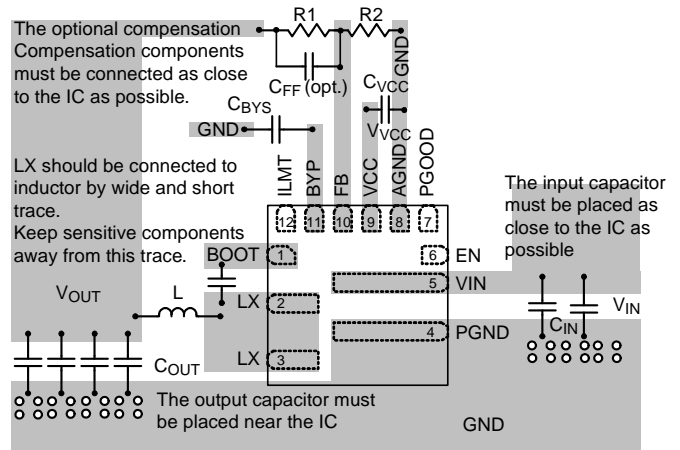 The optional compensation
Compensation components
must be connected as close
to the IC as possible.
R1
R2
CFF (opt.)
GND
CBYS
GND
CVCC
VVCC
ILMT
BYP
FB
VCC
AGND
PGOOD
12
11
10
9
8
7
LX should be connected to
inductor by wide and short
trace.
Keep sensitive components
away from this trace.
The input capacitor
must be placed as
close to the IC as
possible
BOOT
1
6
EN
5
VIN
VOUT
L
LX
2
CIN
VIN
4
PGND
LX
3
COUT
The output capacitor must
be placed near the IC
GND